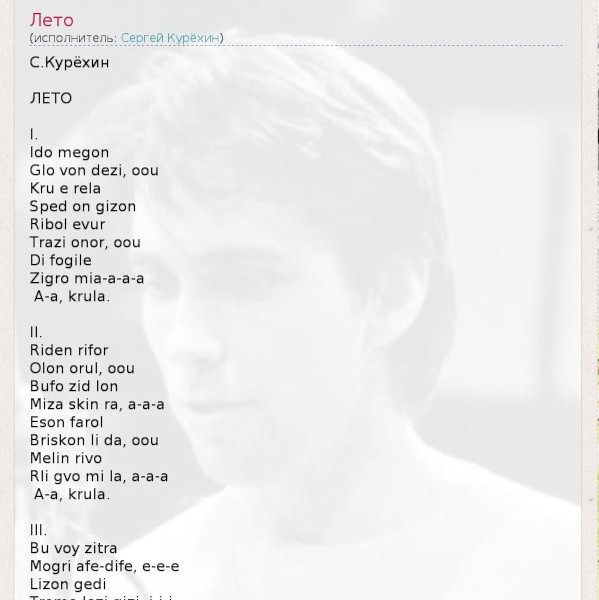 Лето
(исполнитель: Сергей Курёхин)
С.Курёхин
ЛЕТО
I.
Ido megon
Glo von dezi, oou
Kru e rela
Sped on gizon
Ribol evur
Trazi onor, oou
Di fogile
Zigro mia-a-a-a
A-a, krula.
II.
Riden rifor
Olon orul, oou
Bufo zid lon
Miza skin ra, a-a-a
Eson farol
Briskon li da, oou
Melin rivo
Rli gvo mi la, a-a-a
A-a, krula.
III.
Bu voy zitra
Mogri afe-dife, e-e-e
Lizon gedi